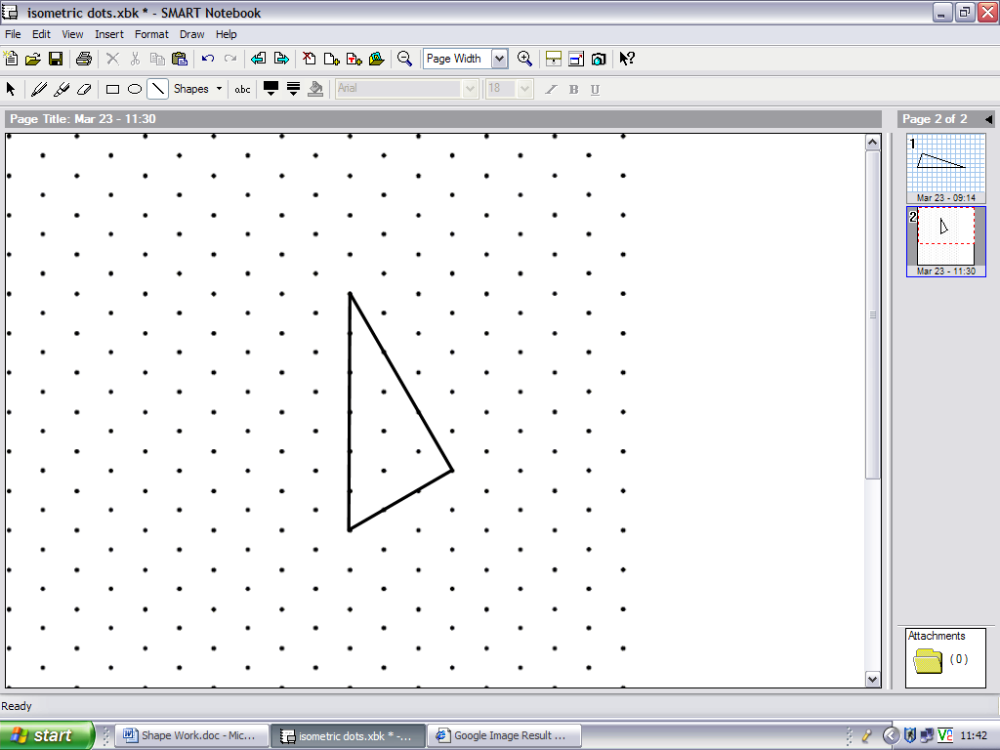 isometric dots.xbk * - SMART Notebook
File Edit View Insert Format Draw Help
Page Width
Shapes abc Arial 18 I B U
Page Title: Mar 23 - 11:30
Page 2 of 2
1
Mar 23 - 09:14
2
Mar 23 - 11:30
Attachments
( 0 )
Ready
start Shape Work.doc - Mic... isometric dots.xbk * -... Google Image Result ... 11:42